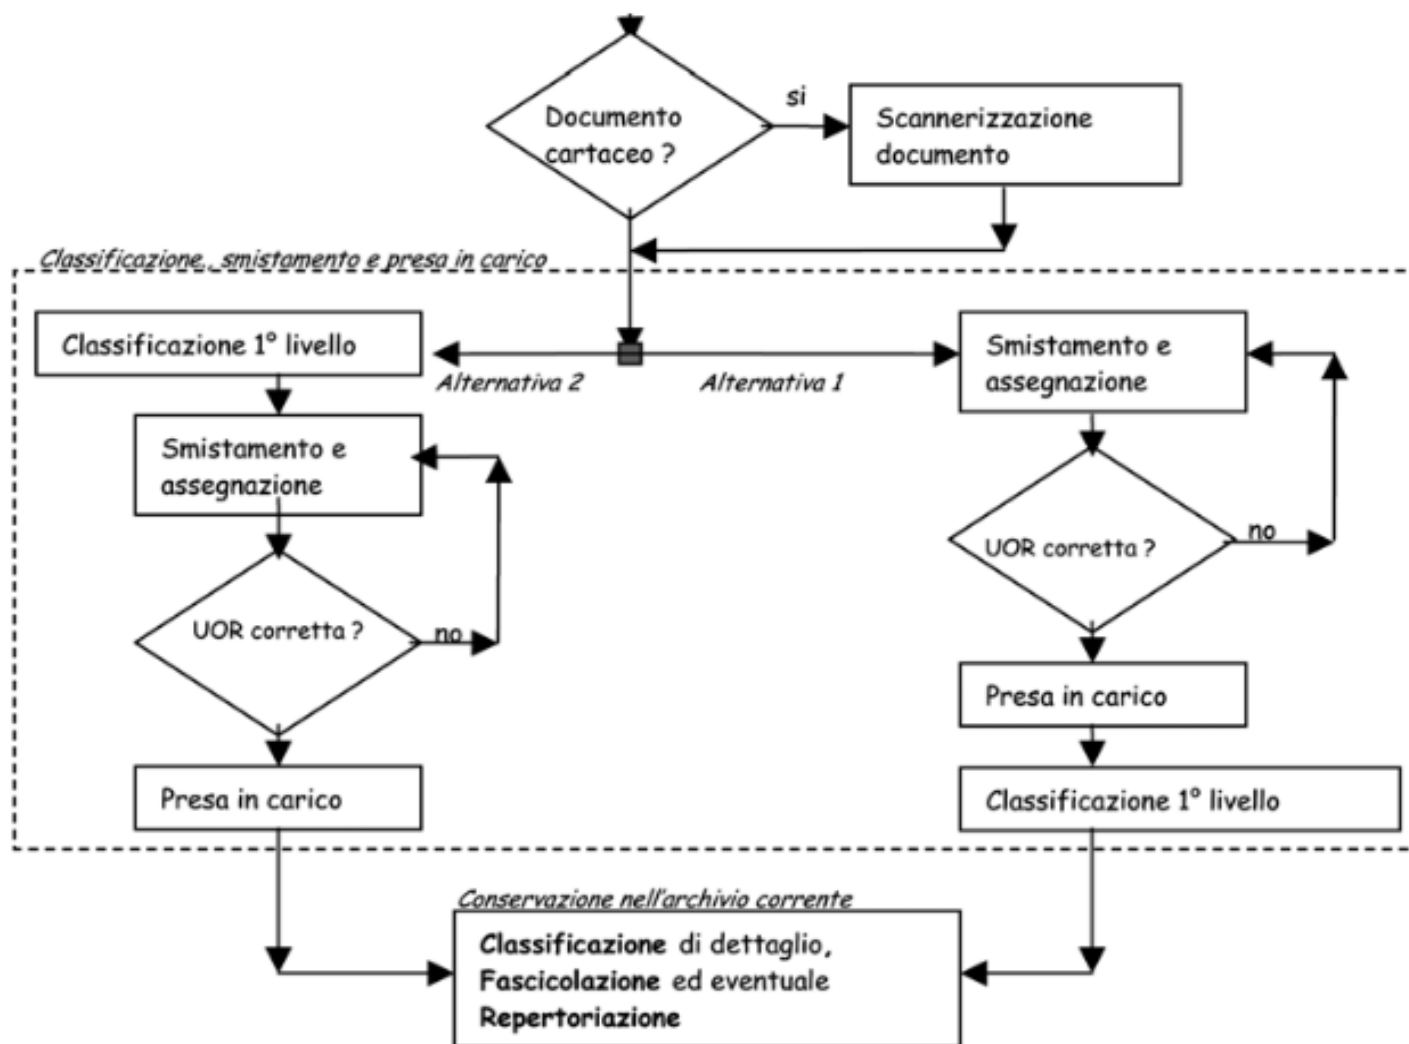 Documento
cartaceo ?
si
Scannerizzazione
documento
Classificazione., smistamento e presa in carico
Classificazione 1° livello
Alternativa 2
Alternativa 1
Smistamento e
assegnazione
Smistamento e
assegnazione
UOR corretta ?
no
UOR corretta ?
no
Presa in carico
Presa in carico
Classificazione 1° livello
Conservazione nell'archivio corrente
Classificazione di dettaglio,
Fascicolazione ed eventuale
Repertoriazione